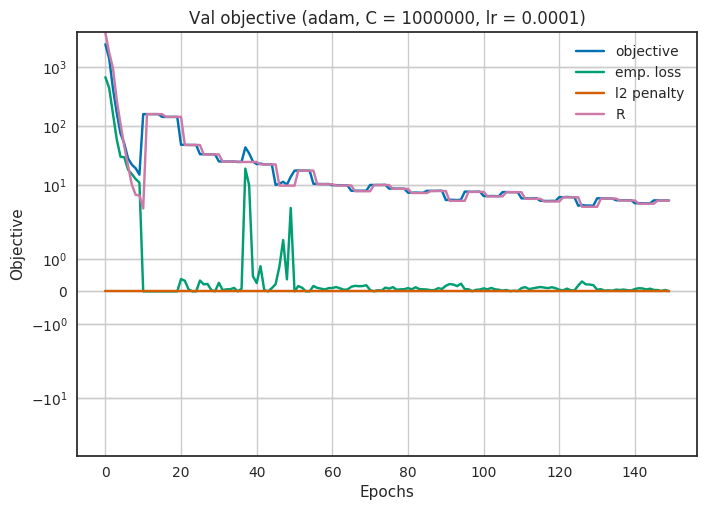 Val objective (adam, C = 1000000, lr = 0.0001)
objective
emp. loss
l2 penalty
R
10³
10²
10¹
10⁰
0
−10⁰
−10¹
Objective
0 20 40 60 80 100 120 140
Epochs